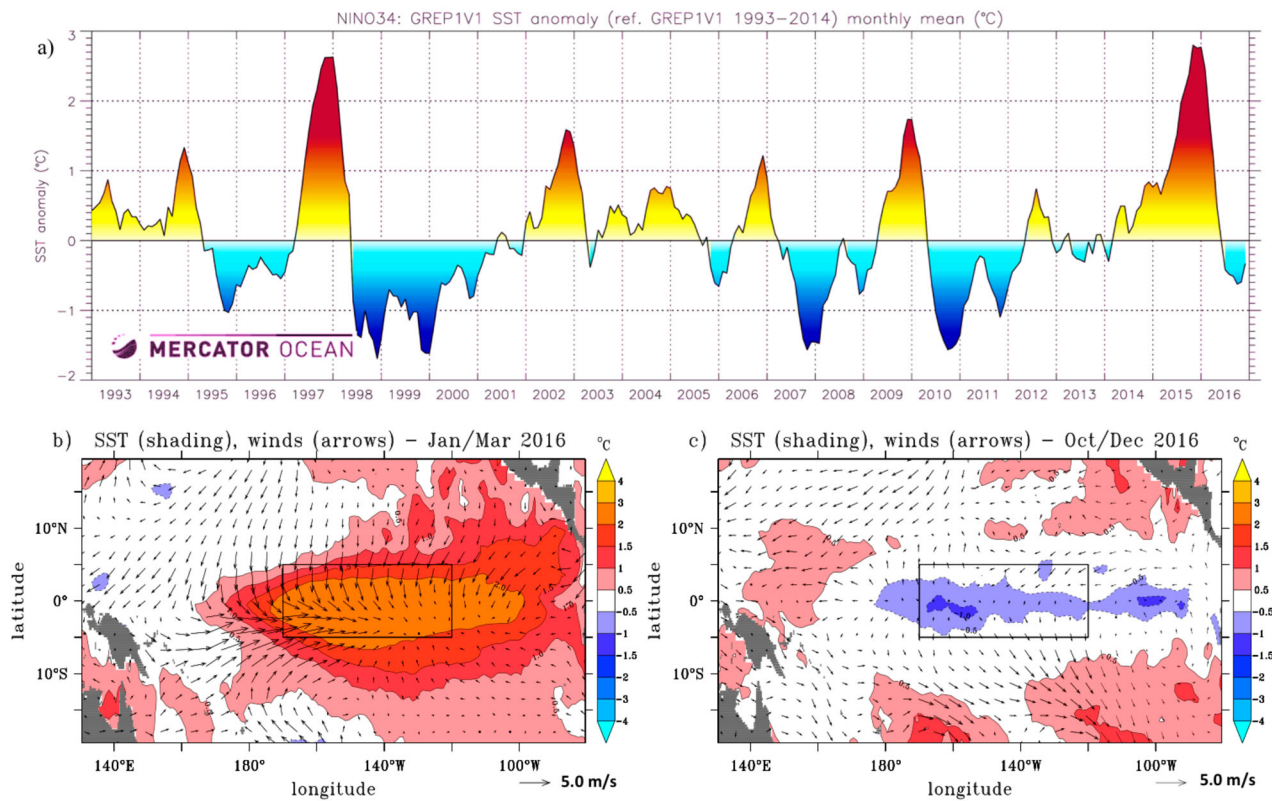 NINO34: GREP1V1 SST anomaly (ref. GREP1V1 1993–2014) monthly mean (°C)
a)
3
2
1
0
−1
−2
SST anomaly (°C)
MERCATOR OCEAN
1993 1994 1995 1996 1997 1998 1999 2000 2001 2002 2003 2004 2005 2006 2007 2008 2009 2010 2011 2012 2013 2014 2015 2016
b) SST (shading), winds (arrows) – Jan/Mar 2016 °C
10°N
0°
10°S
latitude
140°E 180° 140°W 100°W
longitude
5.0 m/s
4
3
2
1.5
1
0.5
-0.5
-1
-1.5
-2
-3
-4
c) SST (shading), winds (arrows) – Oct/Dec 2016 °C
10°N
0°
10°S
latitude
140°E 180° 140°W 100°W
longitude
5.0 m/s
4
3
2
1.5
1
0.5
-0.5
-1
-1.5
-2
-3
-4